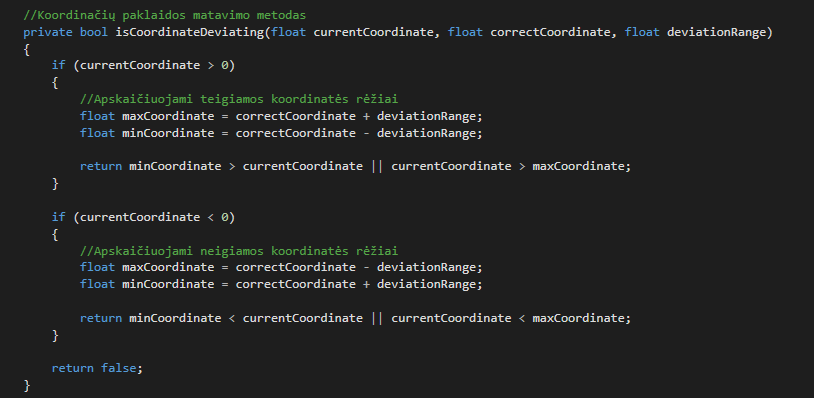 //Koordinačių paklaidos matavimo metodas
private bool isCoordinateDeviating(float currentCoordinate, float correctCoordinate, float deviationRange)
{
    if (currentCoordinate > 0)
    {
        //Apskaičiuojami teigiamos koordinatės rėžiai
        float maxCoordinate = correctCoordinate + deviationRange;
        float minCoordinate = correctCoordinate - deviationRange;

        return minCoordinate > currentCoordinate || currentCoordinate > maxCoordinate;
    }

    if (currentCoordinate < 0)
    {
        //Apskaičiuojami neigiamos koordinatės rėžiai
        float maxCoordinate = correctCoordinate - deviationRange;
        float minCoordinate = correctCoordinate + deviationRange;

        return minCoordinate < currentCoordinate || currentCoordinate < maxCoordinate;
    }

    return false;
}